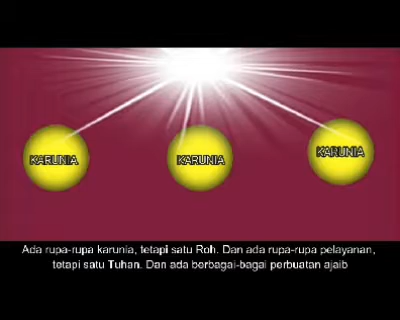 KARUNIA KARUNIA KARUNIA
Ada rupa-rupa karunia, tetapi satu Roh. Dan ada rupa-rupa pelayanan,
tetapi satu Tuhan. Dan ada berbagai-bagai perbuatan ajaib